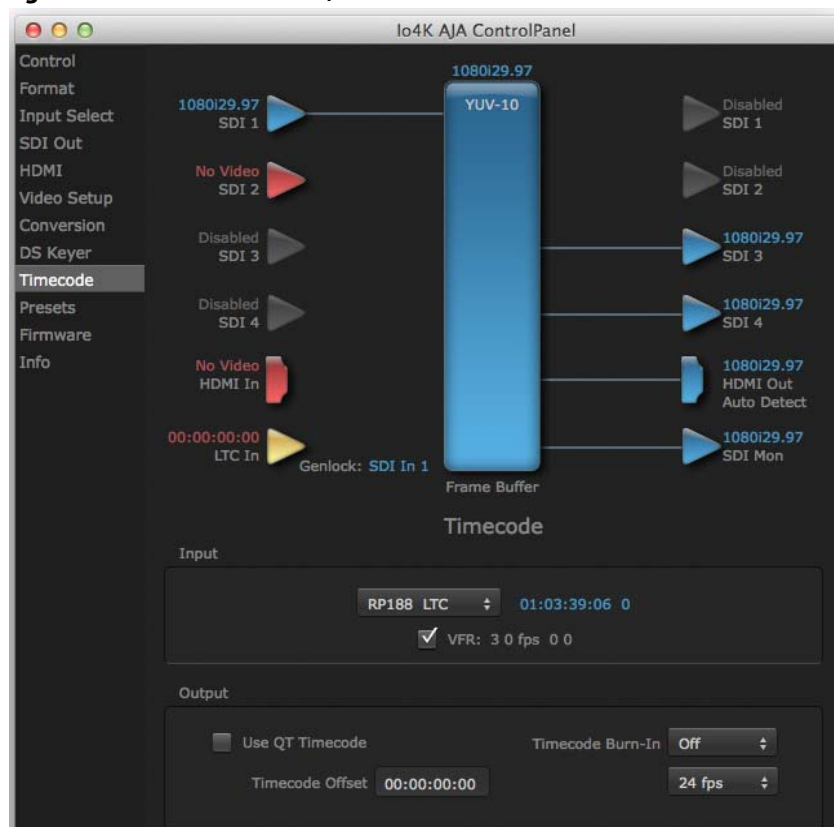 Io4K AJA ControlPanel
Control
Format
Input Select
SDI Out
HDMI
Video Setup
Conversion
DS Keyer
Timecode
Presets
Firmware
Info
1080i29.97
YUV-10
1080i29.97
SDI 1
No Video
SDI 2
Disabled
SDI 3
Disabled
SDI 4
No Video
HDMI In
00:00:00:00
LTC In
Genlock: SDI In 1
Frame Buffer
Disabled
SDI 1
Disabled
SDI 2
1080i29.97
SDI 3
1080i29.97
SDI 4
1080i29.97
HDMI Out
Auto Detect
1080i29.97
SDI Mon
Timecode
Input
RP188 LTC 01:03:39:06 0
VFR: 3 0 fps 0 0
Output
Use QT Timecode
Timecode Burn-In Off
Timecode Offset 00:00:00:00
24 fps